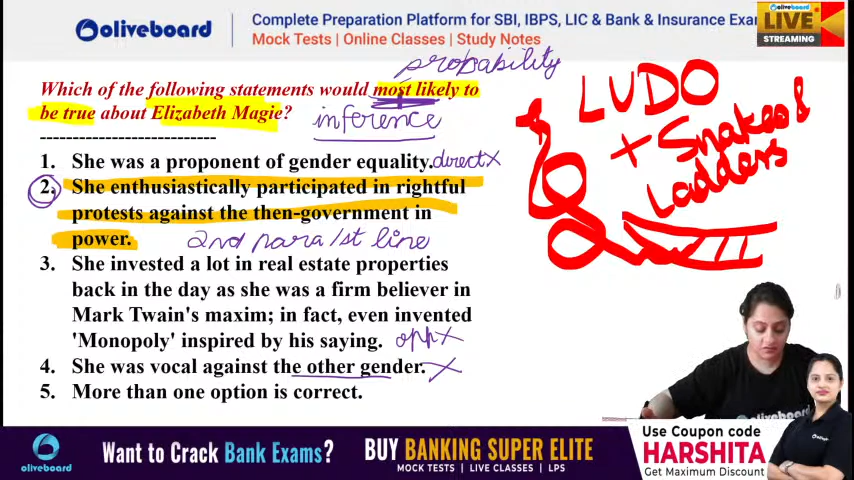 oliveboard
Complete Preparation Platform for SBI, IBPS, LIC & Bank & Insurance Exa
Mock Tests | Online Classes | Study Notes
oliveboard
LIVE
STREAMING
probability
Which of the following statements would most likely to
be true about Elizabeth Magie?
inference
--------------------------
1. She was a proponent of gender equality. direct X
2. She enthusiastically participated in rightful
protests against the then-government in
power. 2nd para/1st line
3. She invested a lot in real estate properties
back in the day as she was a firm believer in
Mark Twain's maxim; in fact, even invented
'Monopoly' inspired by his saying. opp X
4. She was vocal against the other gender. X
5. More than one option is correct.
LUDO
+ Snakes &
Ladders
oliveboard
oliveboard
Want to Crack Bank Exams?
BUY BANKING SUPER ELITE
MOCK TESTS | LIVE CLASSES | LPS
Use Coupon code
HARSHITA
Get Maximum Discount